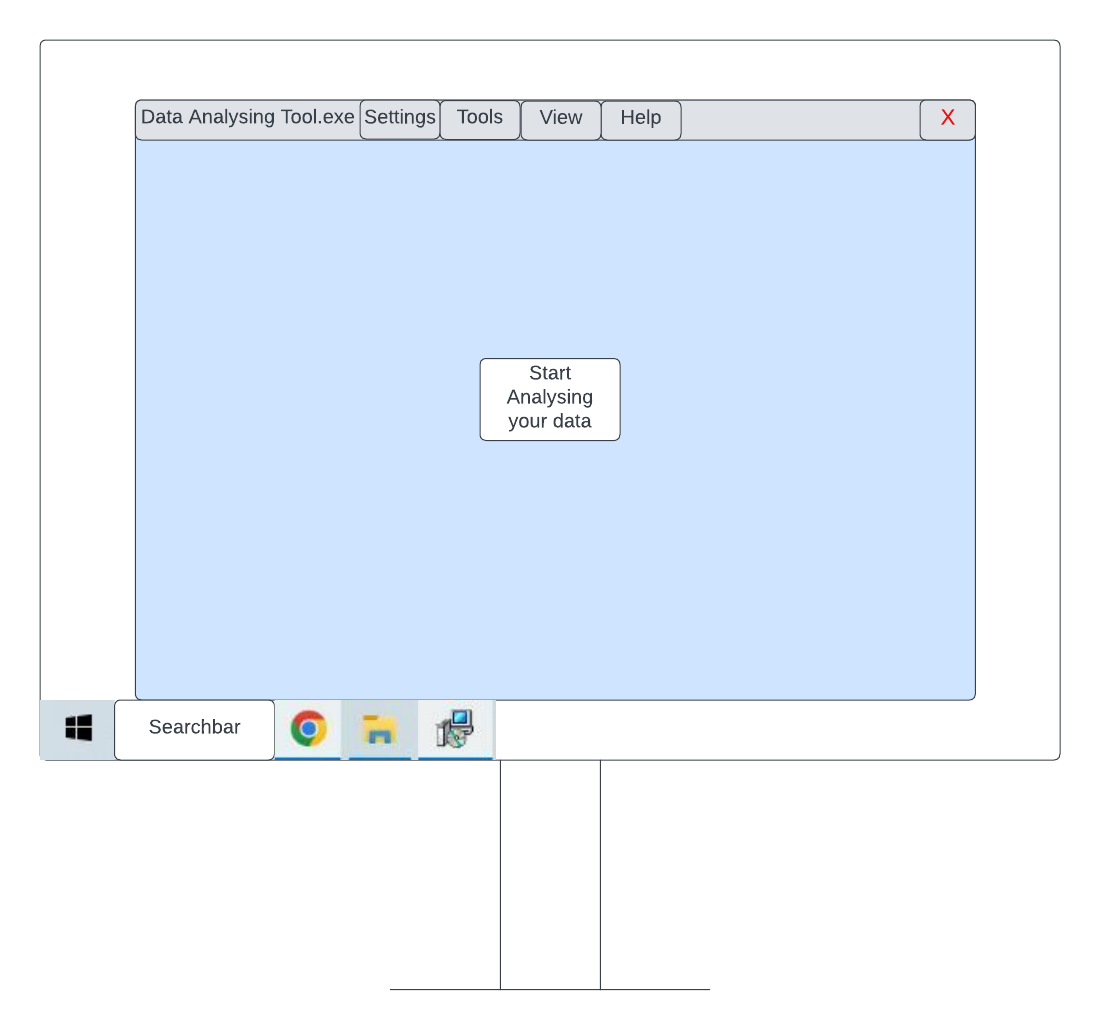 Data Analysing Tool.exe Settings Tools View Help X
Start
Analysing
your data
Searchbar